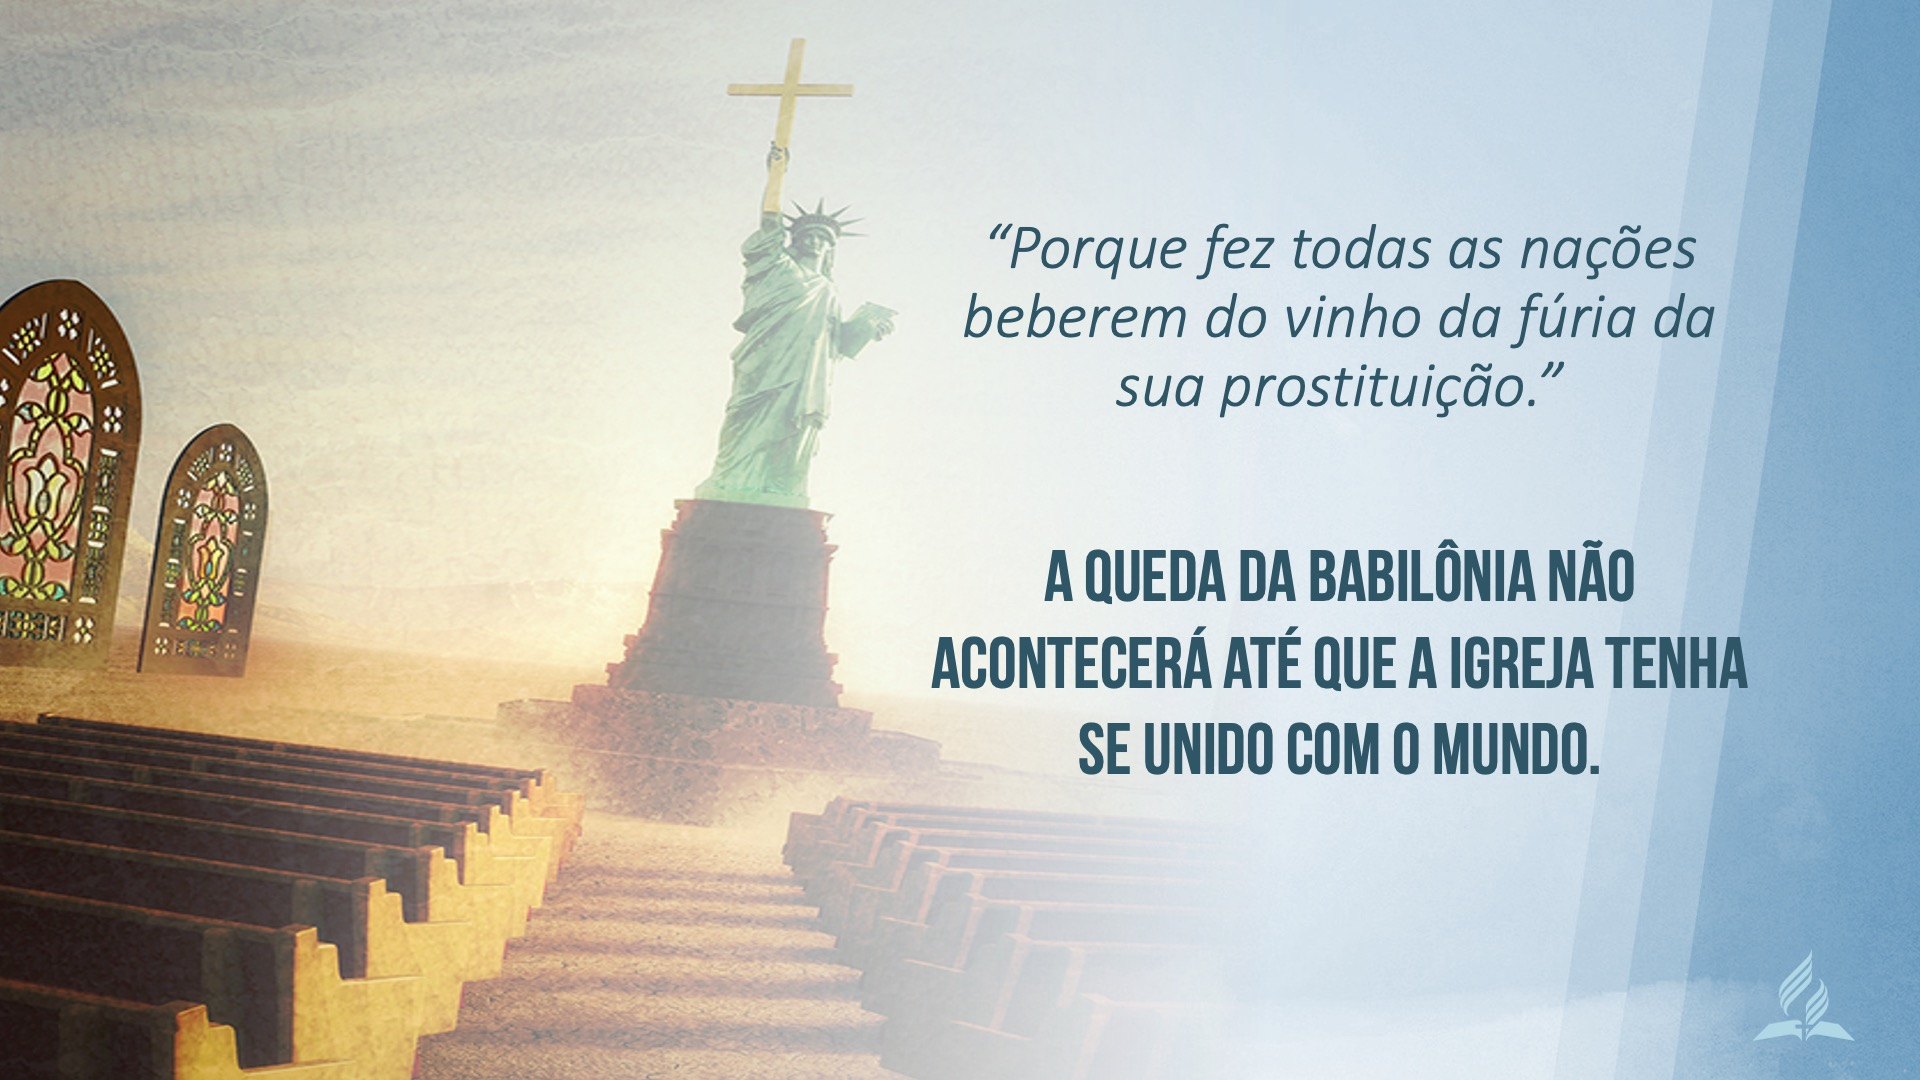 “Porque fez todas as nações
beberem do vinho da fúria da
sua prostituição.”
A QUEDA DA BABILÔNIA NÃO
ACONTECERÁ ATÉ QUE A IGREJA TENHA
SE UNIDO COM O MUNDO.